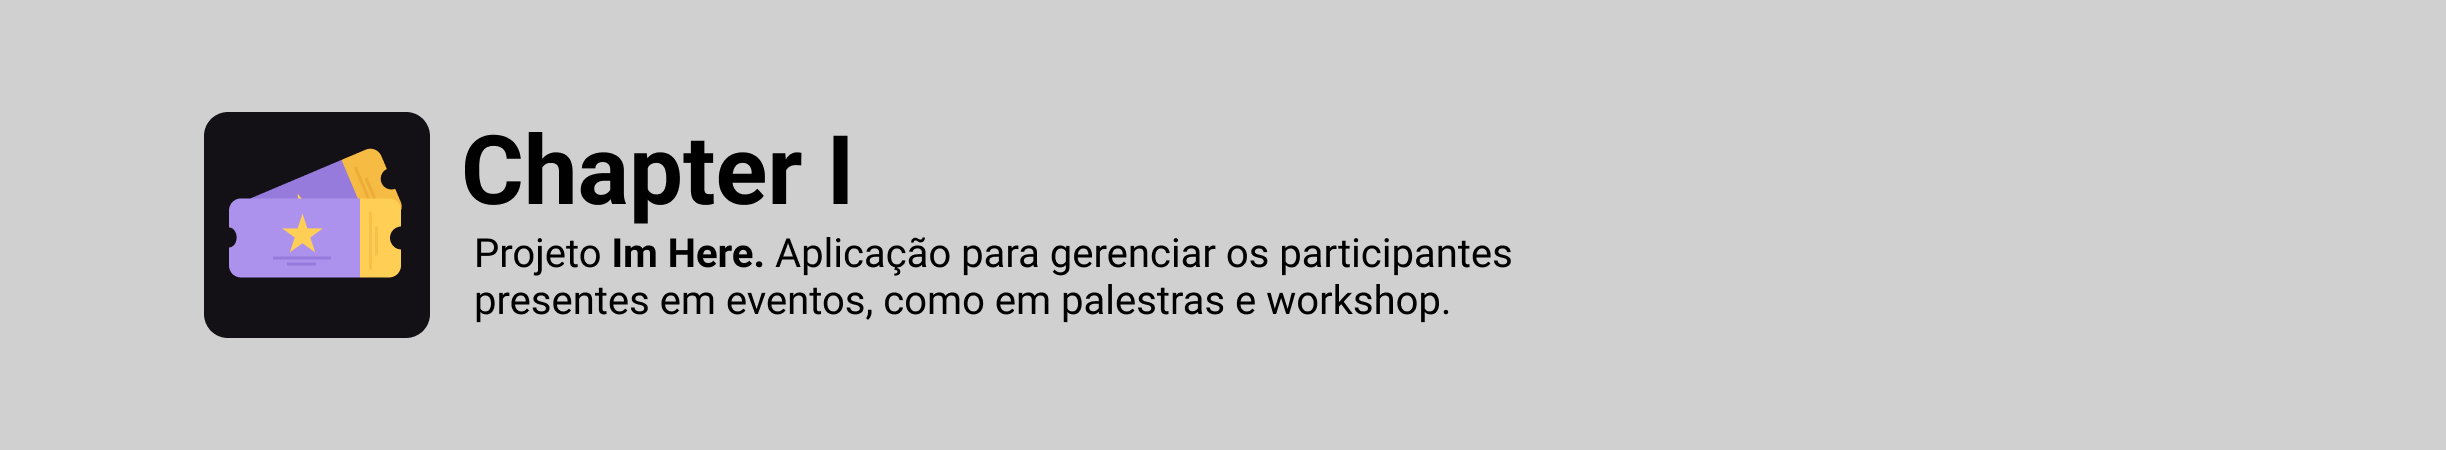 Chapter I
Projeto Im Here. Aplicação para gerenciar os participantes
presentes em eventos, como em palestras e workshop.